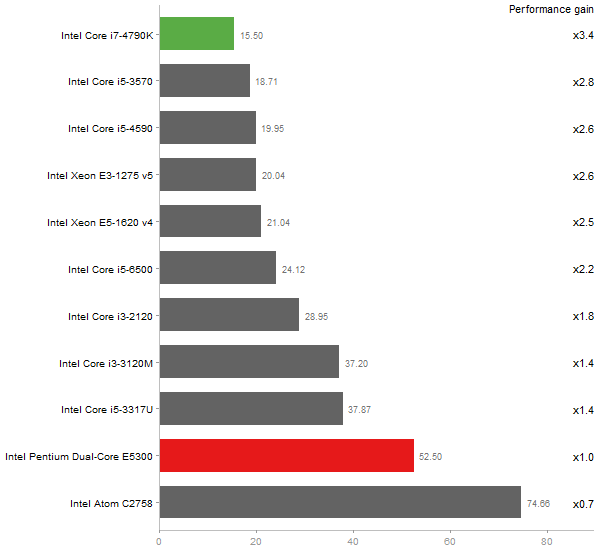 Performance gain
Intel Core i7-4790K 15.50 x3.4
Intel Core i5-3570 18.71 x2.8
Intel Core i5-4590 19.95 x2.6
Intel Xeon E3-1275 v5 20.04 x2.6
Intel Xeon E5-1620 v4 21.04 x2.5
Intel Core i5-6500 24.12 x2.2
Intel Core i3-2120 28.95 x1.8
Intel Core i3-3120M 37.20 x1.4
Intel Core i5-3317U 37.87 x1.4
Intel Pentium Dual-Core E5300 52.50 x1.0
Intel Atom C2758 74.66 x0.7
0 20 40 60 80